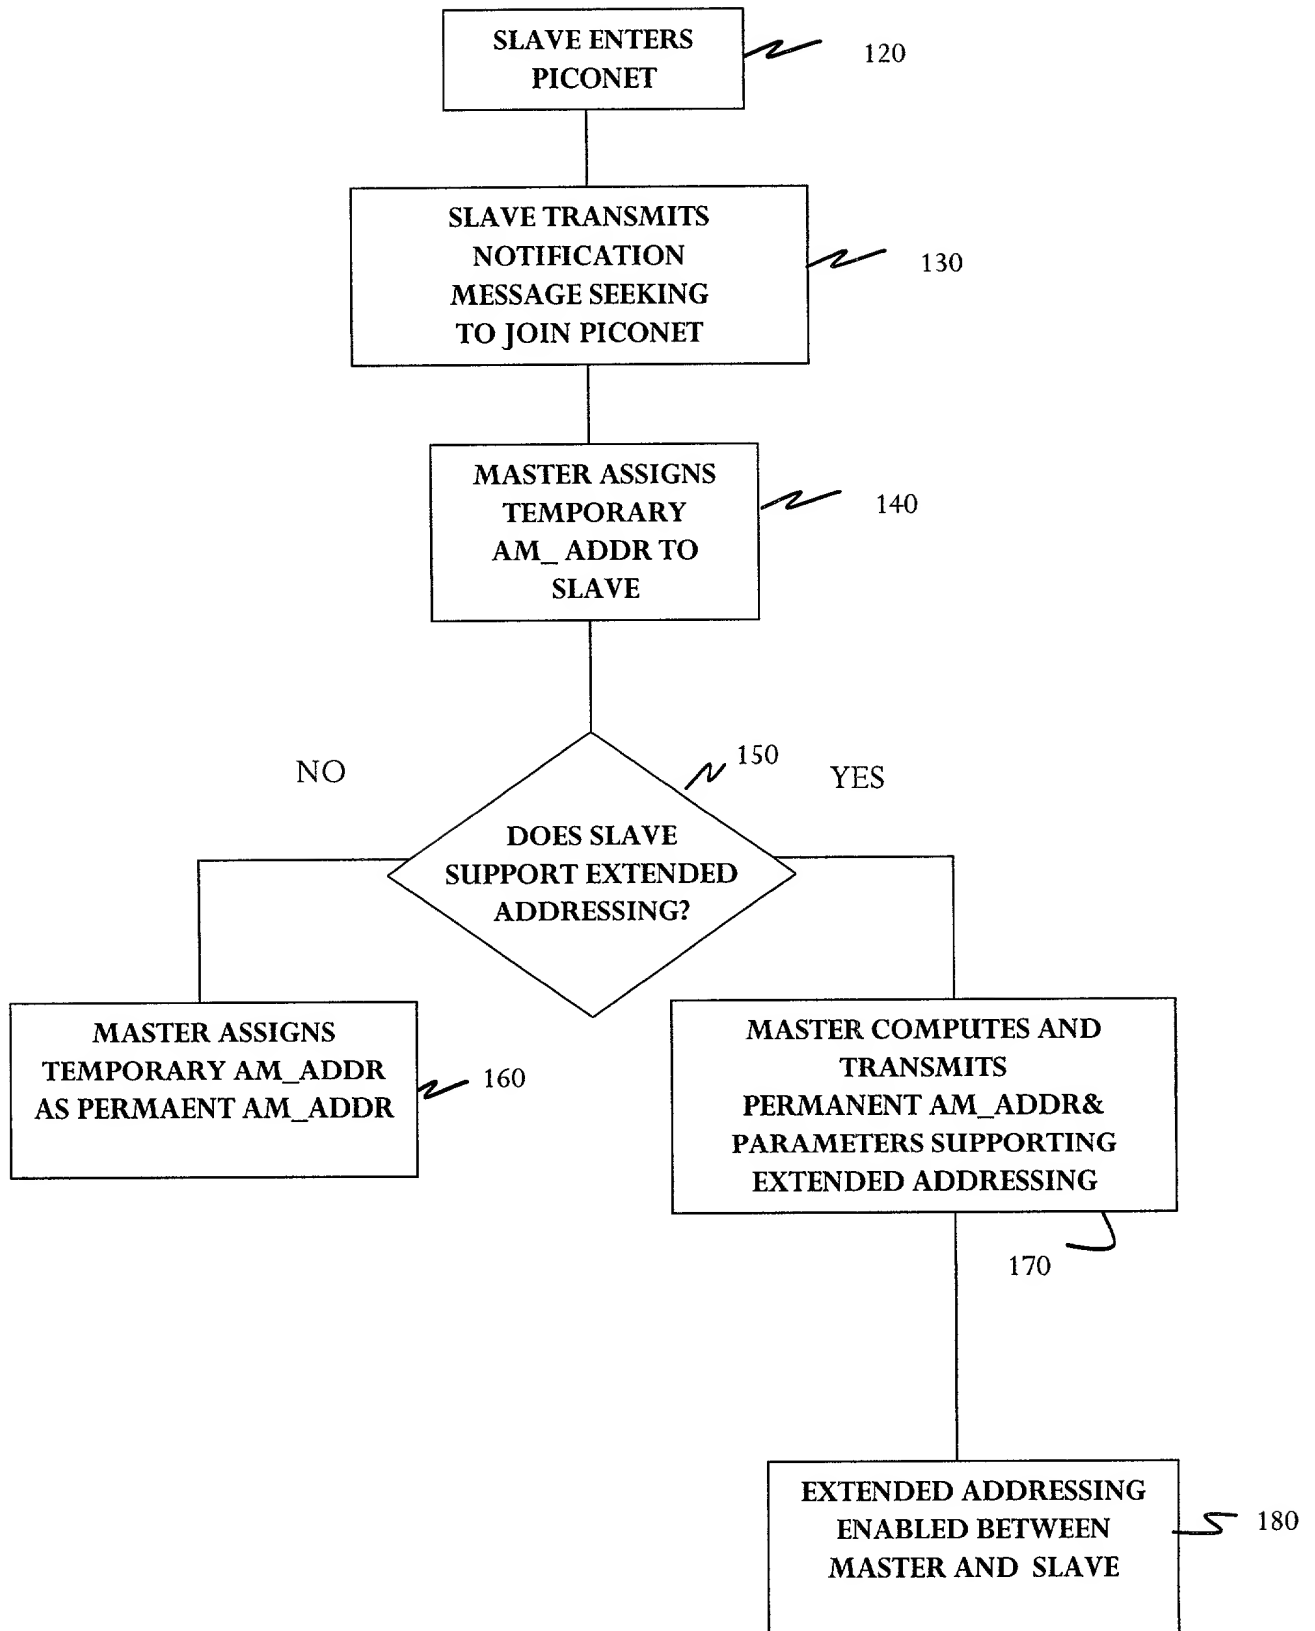 SLAVE ENTERS
PICONET
120
SLAVE TRANSMITS
NOTIFICATION
MESSAGE SEEKING
TO JOIN PICONET
130
MASTER ASSIGNS
TEMPORARY
AM_ ADDR TO
SLAVE
140
NO
150
YES
DOES SLAVE
SUPPORT EXTENDED
ADDRESSING?
MASTER ASSIGNS
TEMPORARY AM_ADDR
AS PERMAENT AM_ADDR
160
MASTER COMPUTES AND
TRANSMITS
PERMANENT AM_ADDR&
PARAMETERS SUPPORTING
EXTENDED ADDRESSING
170
EXTENDED ADDRESSING
ENABLED BETWEEN
MASTER AND SLAVE
180